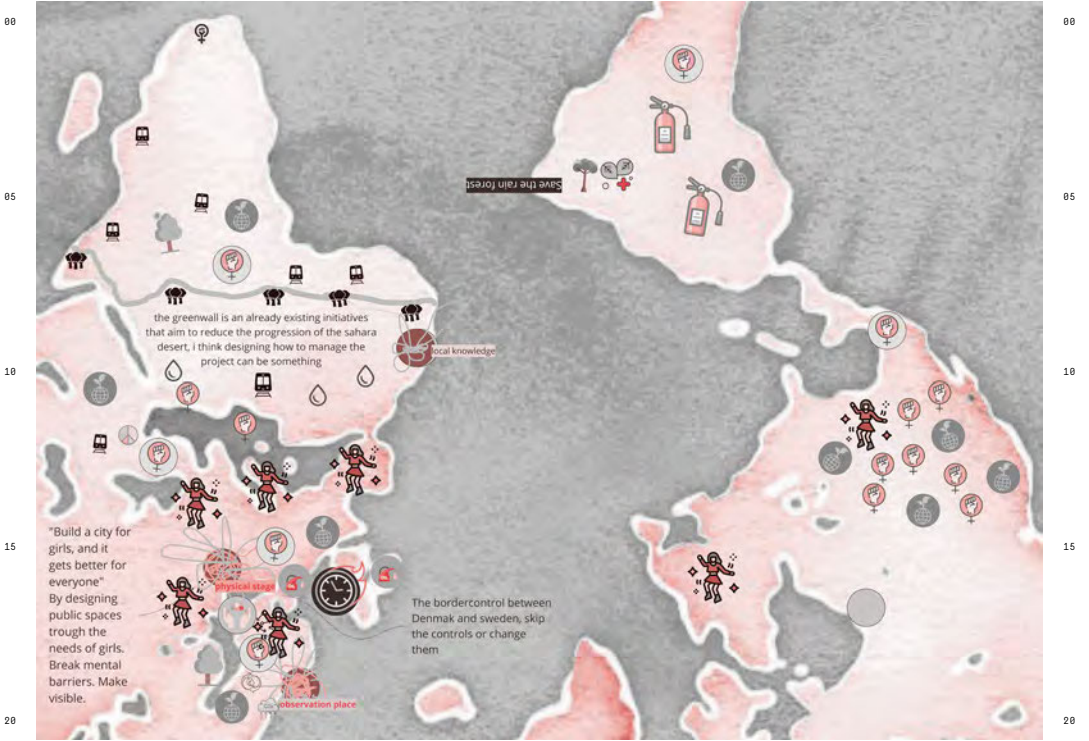 00
00
05
05
10
10
15
15
20
20
Save the rain forest
the greenwall is an already existing initiatives
that aim to reduce the progression of the sahara
desert, i think designing how to manage the
project can be something
local knowledge
"Build a city for
girls, and it
gets better for
everyone"
By designing
public spaces
trough the
needs of girls.
Break mental
barriers. Make
visible.
physical stage
The bordercontrol between
Denmak and sweden, skip
the controls or change
them
observation place